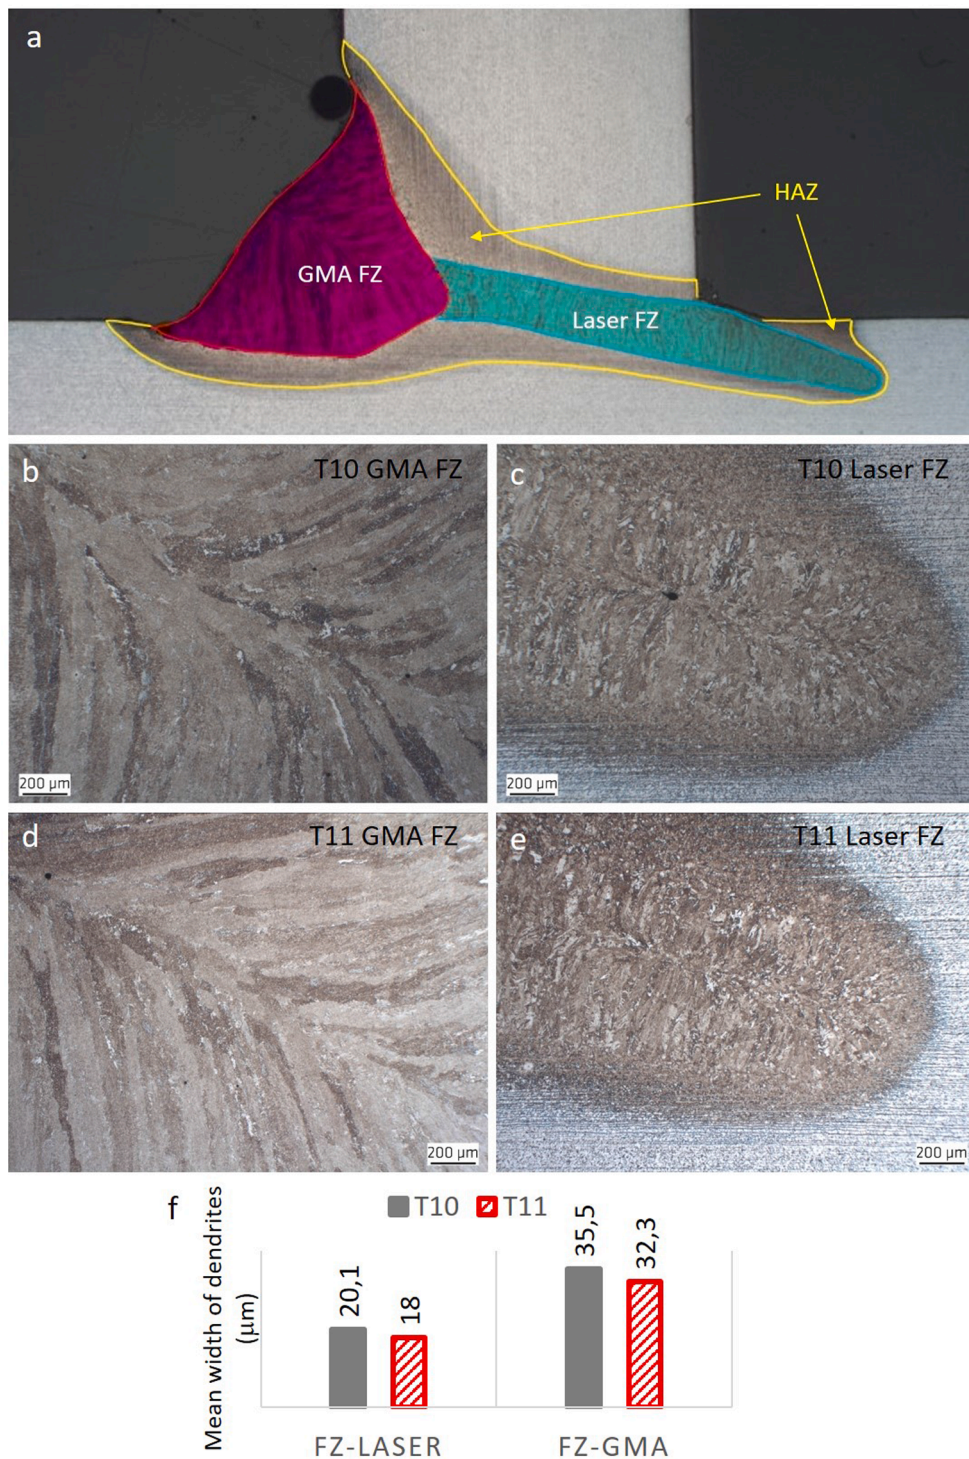 a
HAZ
GMA FZ
Laser FZ
b
T10 GMA FZ
200 µm
c
T10 Laser FZ
200 µm
d
T11 GMA FZ
200 µm
e
T11 Laser FZ
200 µm
f
T10
T11
Mean width of dendrites
(µm)
20,1
18
35,5
32,3
FZ-LASER
FZ-GMA